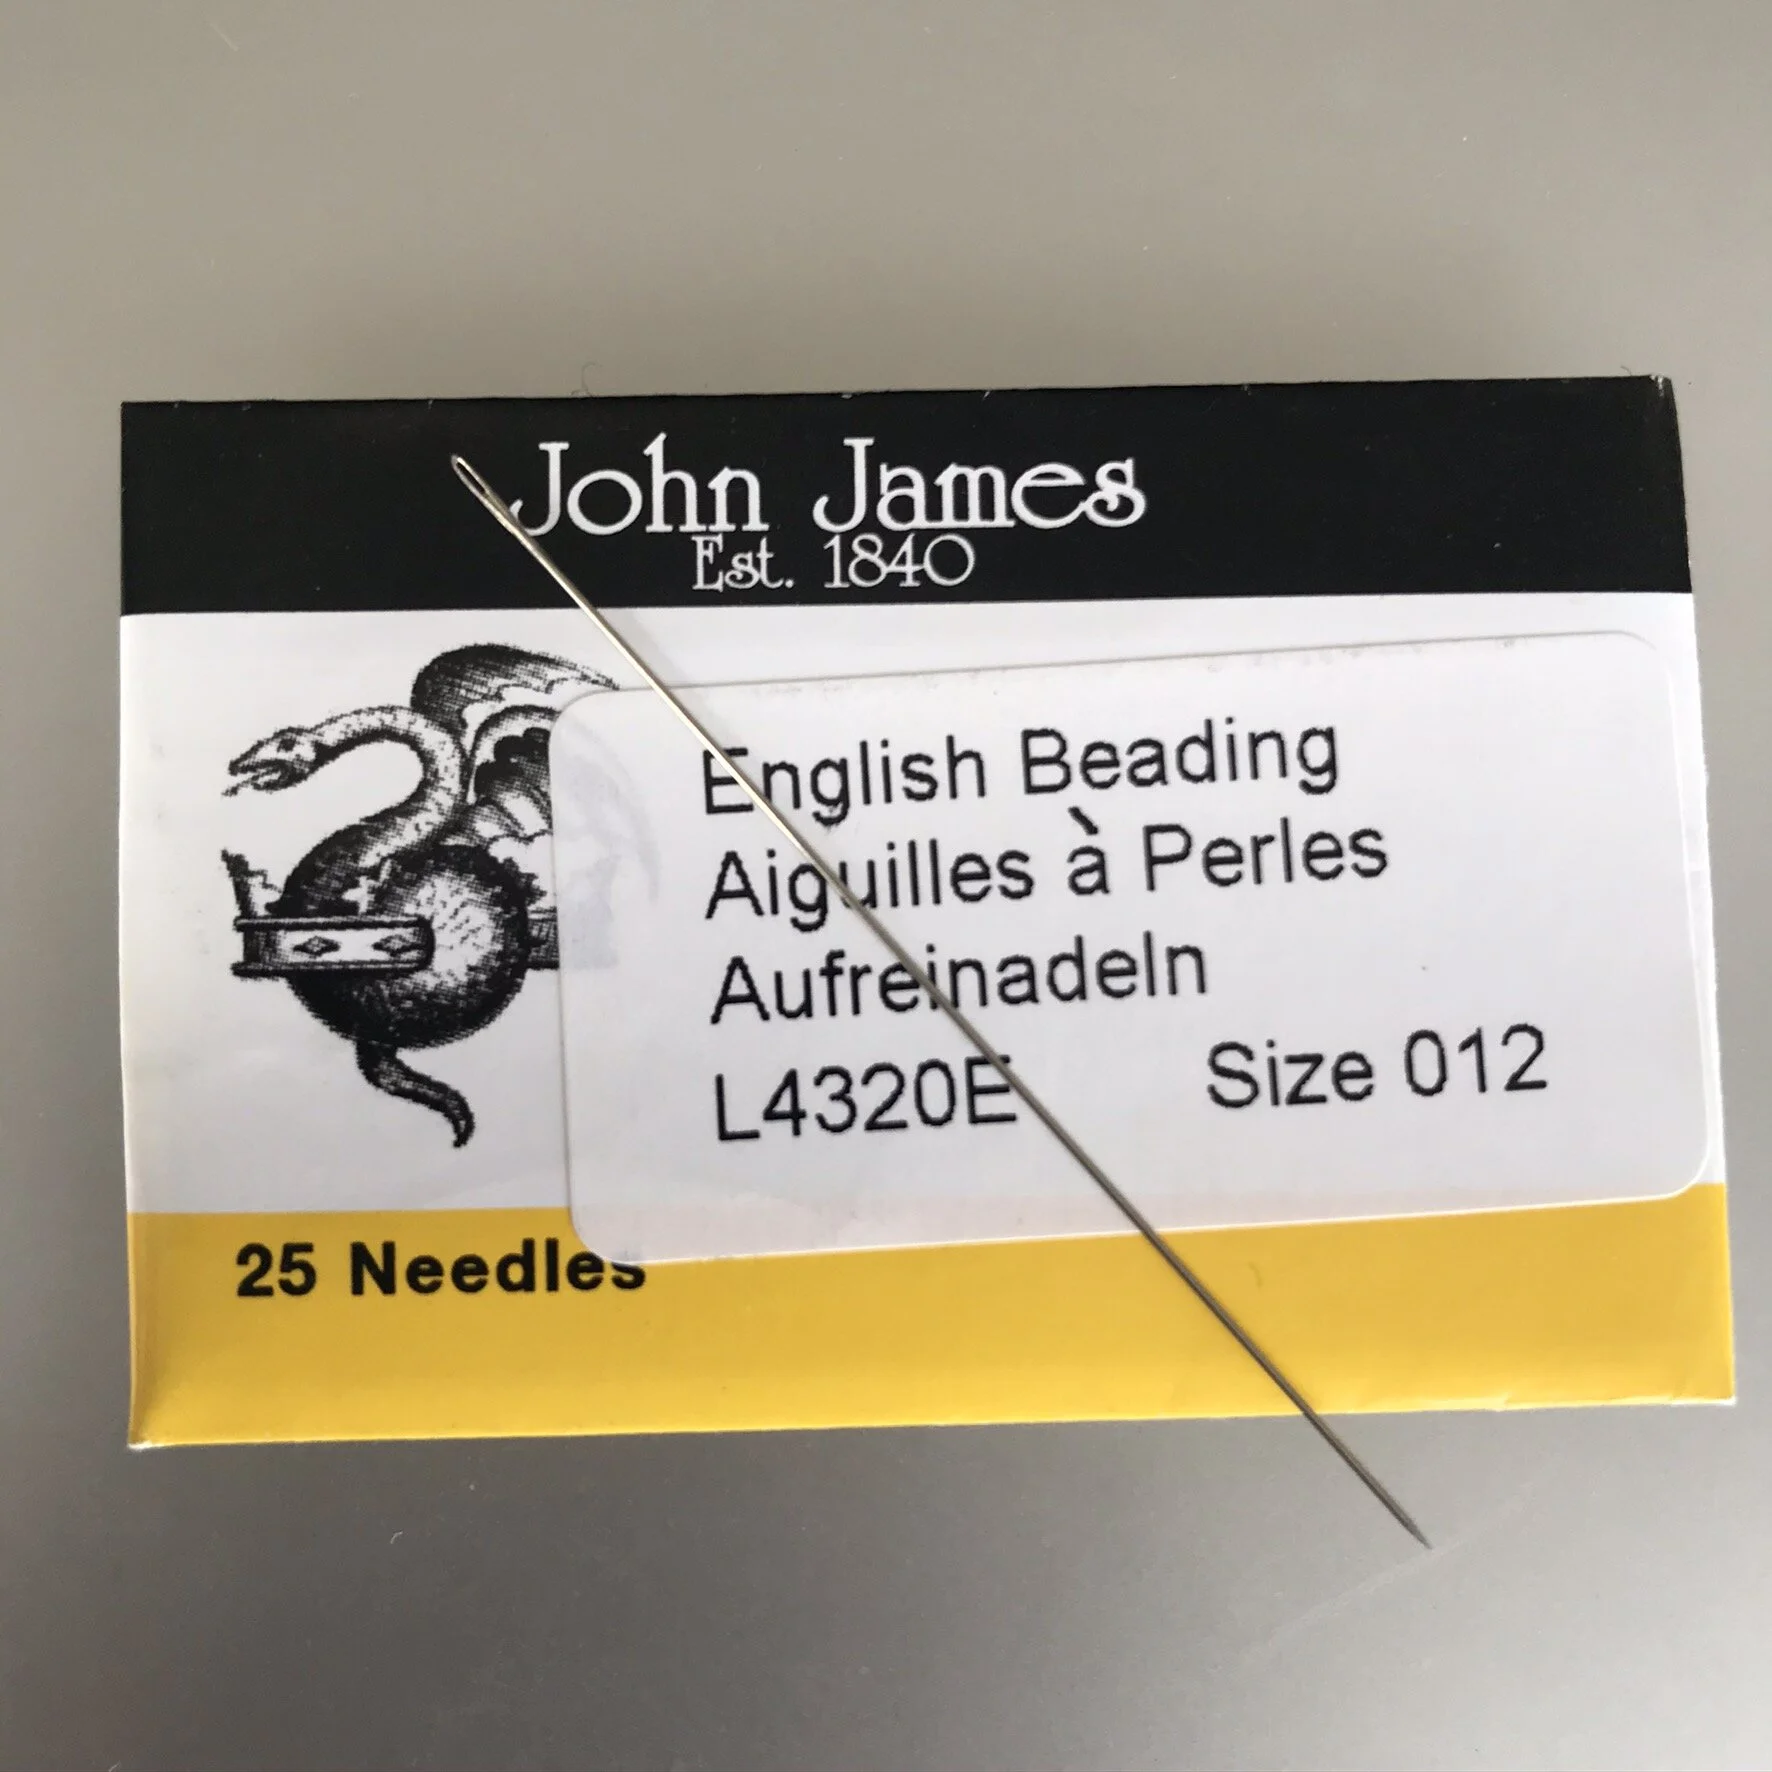 John James
Est. 1840
English Beading
Aiguilles à Perles
Aufreinadeln
L4320E Size 012
25 Needles